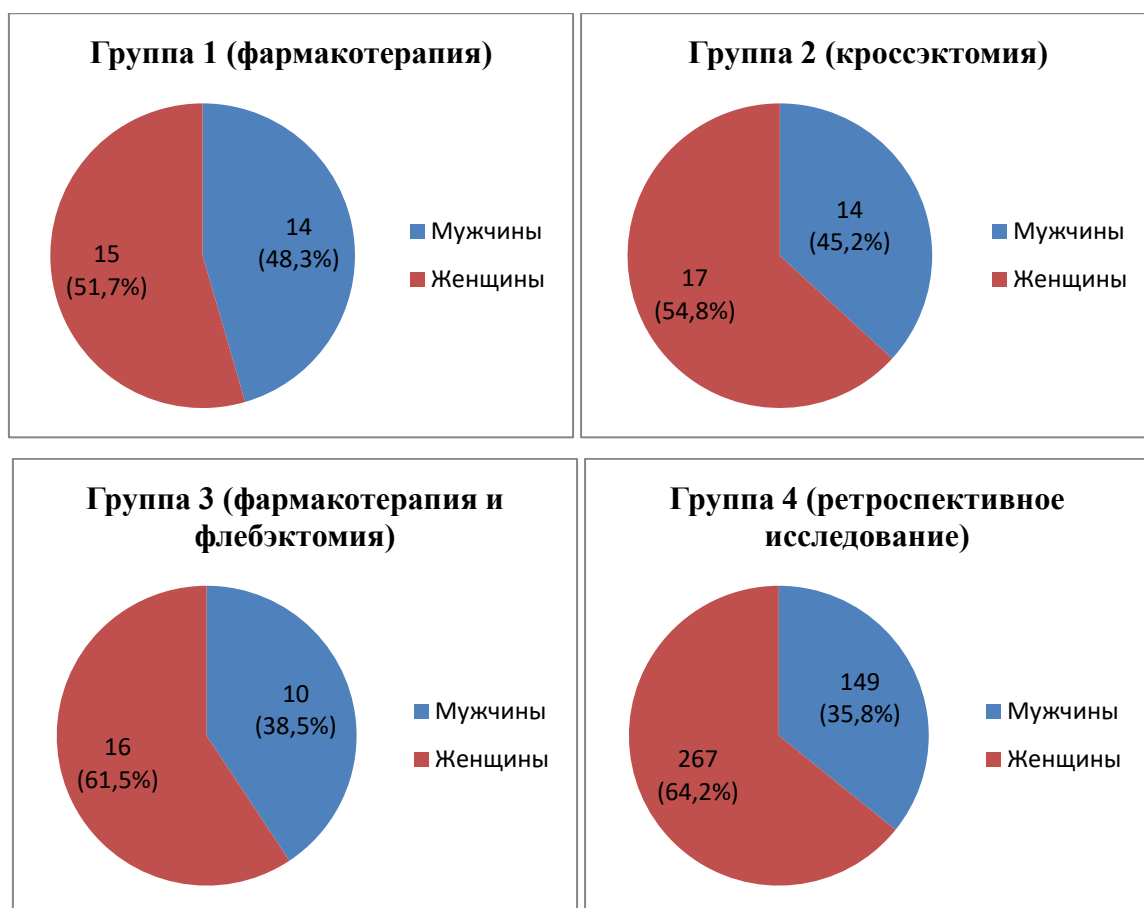 Группа 1 (фармакотерапия)
14
(48,3%)
15
(51,7%)
Мужчины
Женщины
Группа 2 (кроссэктомия)
14
(45,2%)
17
(54,8%)
Мужчины
Женщины
Группа 3 (фармакотерапия и
флебэктомия)
10
(38,5%)
16
(61,5%)
Мужчины
Женщины
Группа 4 (ретроспективное
исследование)
149
(35,8%)
267
(64,2%)
Мужчины
Женщины